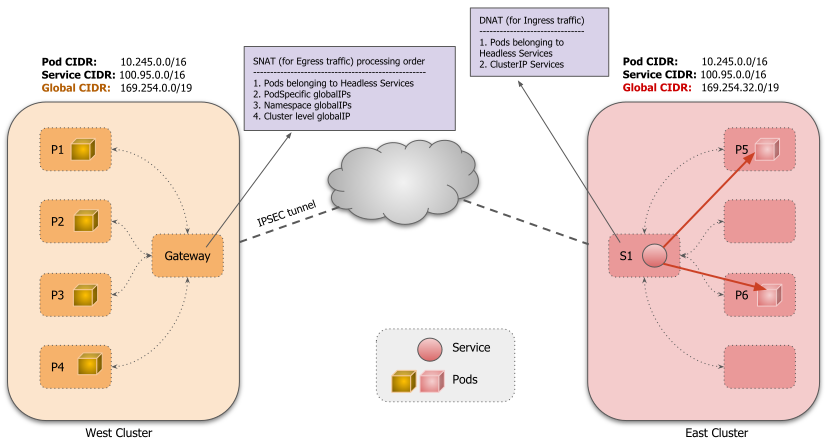 DNAT (for Ingress traffic)
--------------------------------
1. Pods belonging to
Headless Services
2. ClusterIP Services
SNAT (for Egress traffic) processing order
----------------------------------------------------
1. Pods belonging to Headless Services
2. PodSpecific globalIPs
3. Namespace globalIPs
4. Cluster level globalIP
Pod CIDR: 10.245.0.0/16
Service CIDR: 100.95.0.0/16
Global CIDR: 169.254.0.0/19
Pod CIDR: 10.245.0.0/16
Service CIDR: 100.95.0.0/16
Global CIDR: 169.254.32.0/19
P1
P2
P3
P4
Gateway
IPSEC tunnel
S1
P5
P6
Service
Pods
West Cluster
East Cluster